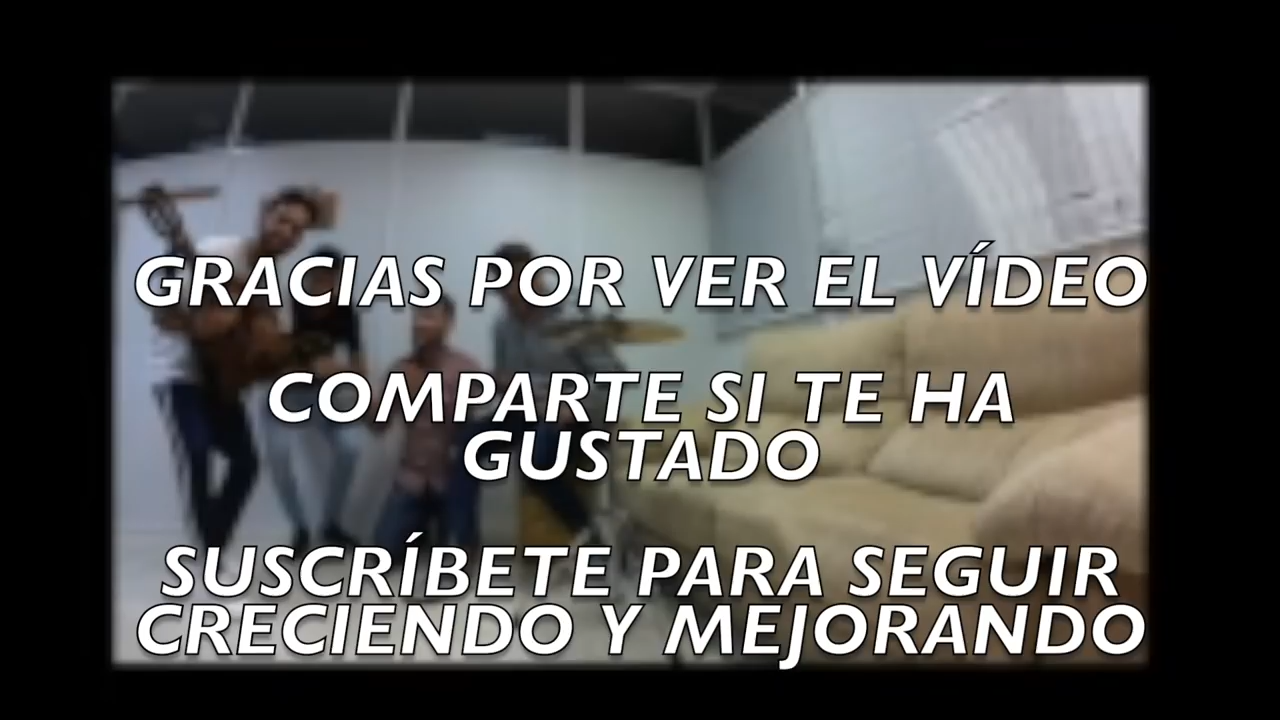 GRACIAS POR VER EL VÍDEO
COMPARTE SI TE HA
GUSTADO
SUSCRÍBETE PARA SEGUIR
CRECIENDO Y MEJORANDO